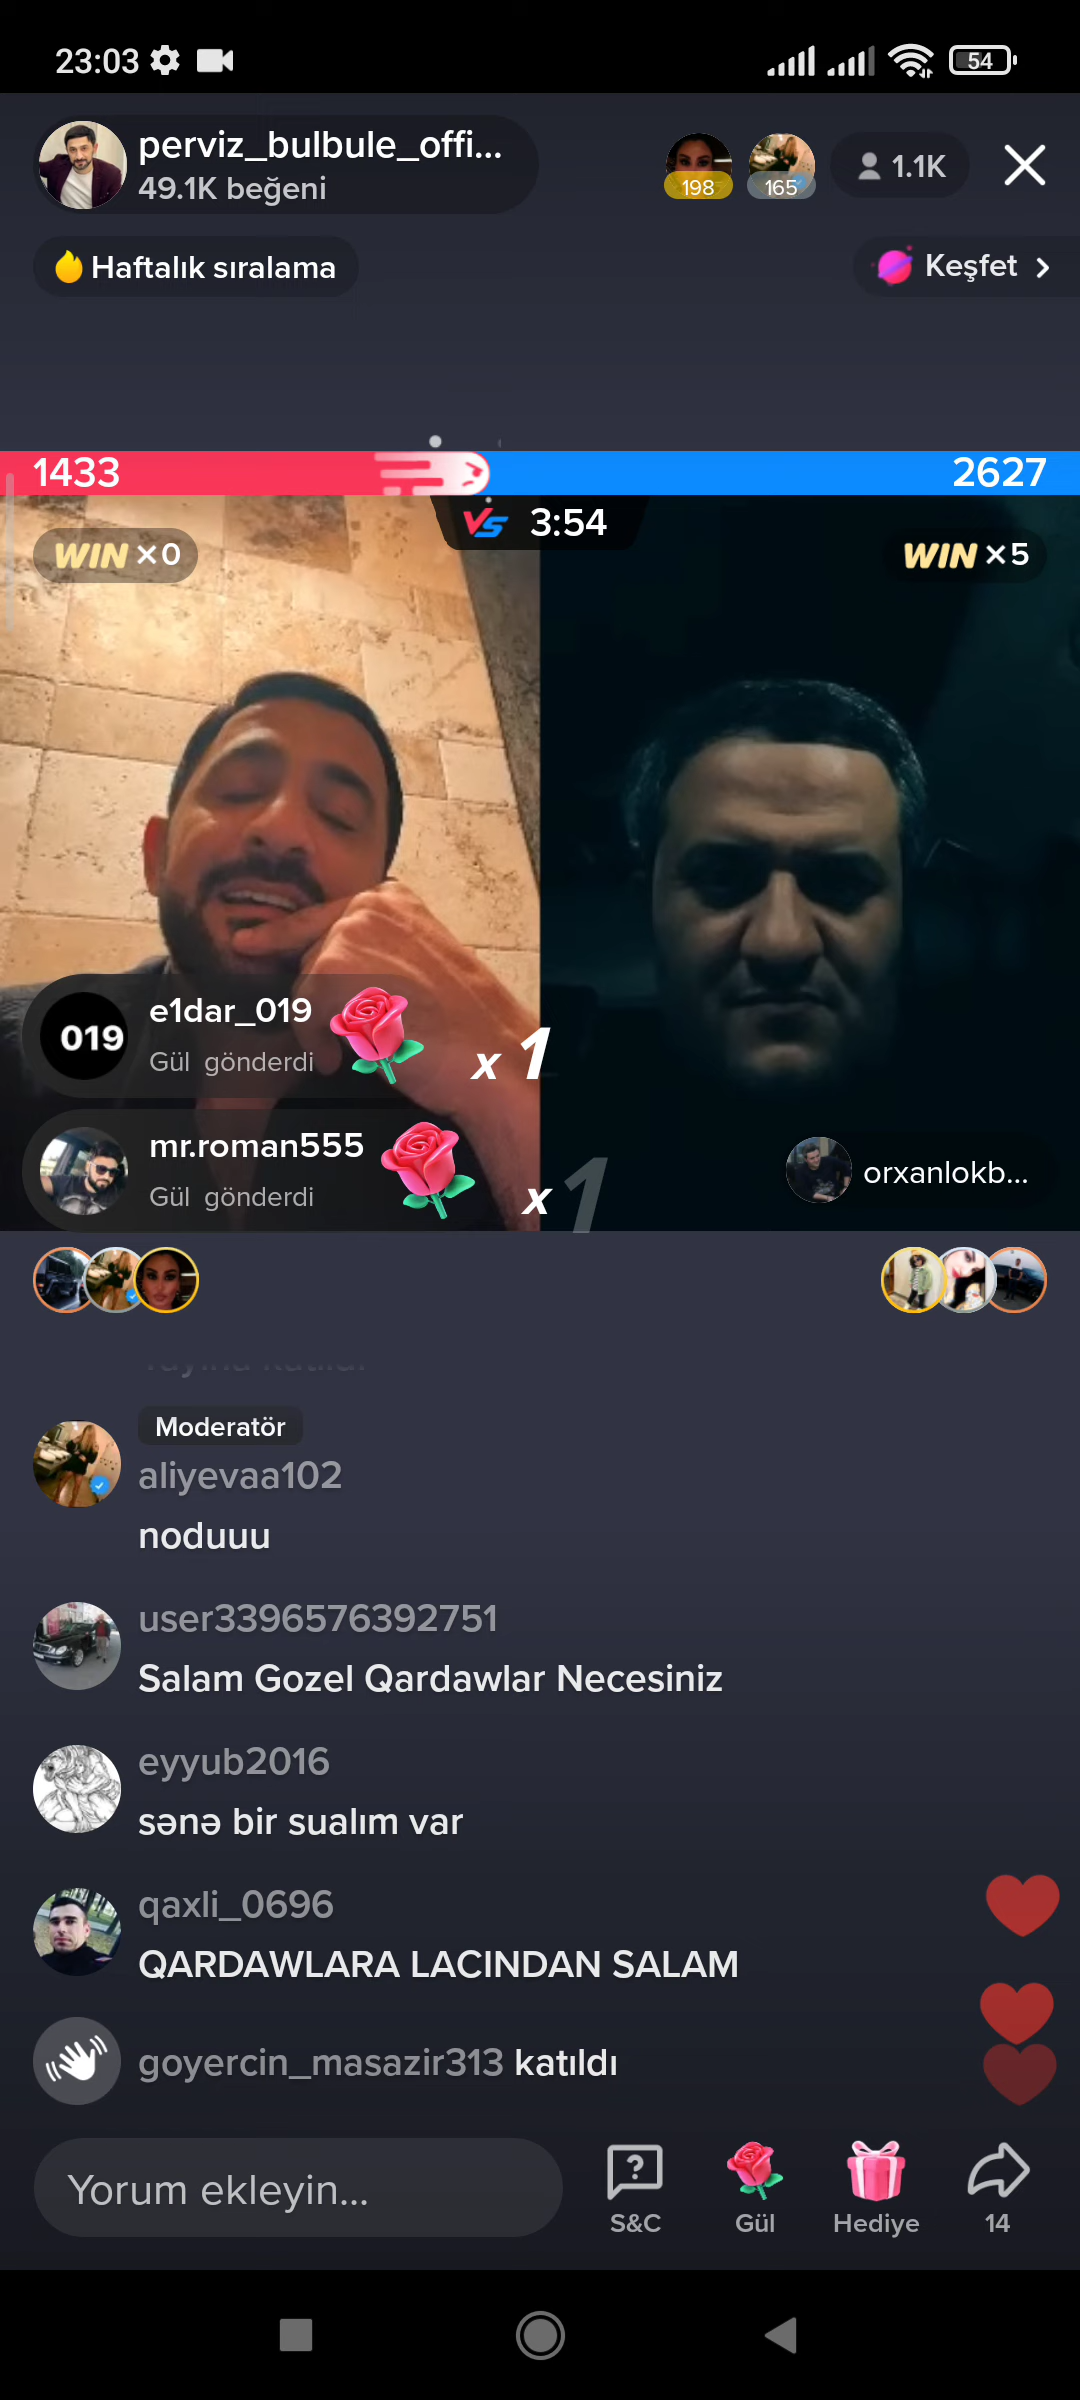 23:03
54
perviz_bulbule_offi...
49.1K beğeni
198
165
1.1K
Haftalık sıralama
Keşfet
1433
2627
VS 3:54
WIN ×0
WIN ×5
019
e1dar_019
Gül gönderdi
x 1
mr.roman555
Gül gönderdi
x 1
orxanlokb...
Moderatör
aliyevaa102
noduuu
user3396576392751
Salam Gozel Qardawlar Necesiniz
eyyub2016
sənə bir sualım var
qaxli_0696
QARDAWLARA LACINDAN SALAM
goyercin_masazir313 katıldı
Yorum ekleyin...
S&C
Gül
Hediye
14